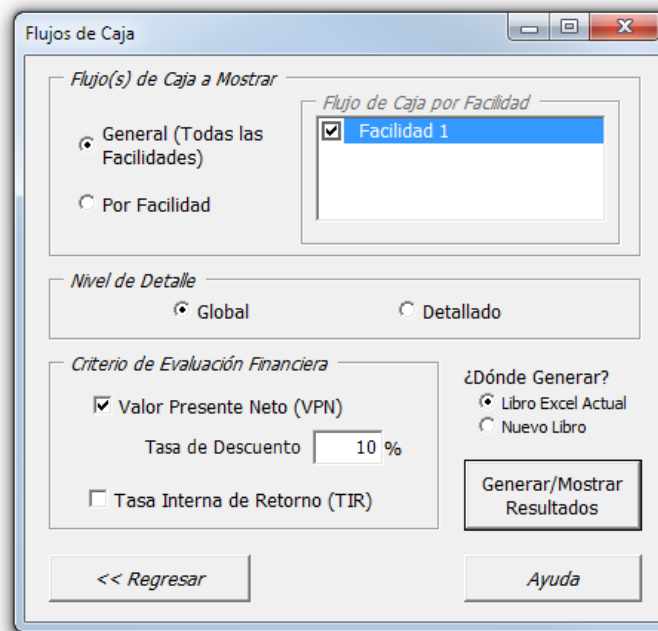 Flujos de Caja
Flujo(s) de Caja a Mostrar
General (Todas las
Facilidades)
Por Facilidad
Flujo de Caja por Facilidad
Facilidad 1
Nivel de Detalle
Global
Detallado
Criterio de Evaluación Financiera
Valor Presente Neto (VPN)
Tasa de Descuento 10 %
Tasa Interna de Retorno (TIR)
¿Dónde Generar?
Libro Excel Actual
Nuevo Libro
Generar/Mostrar
Resultados
<< Regresar
Ayuda